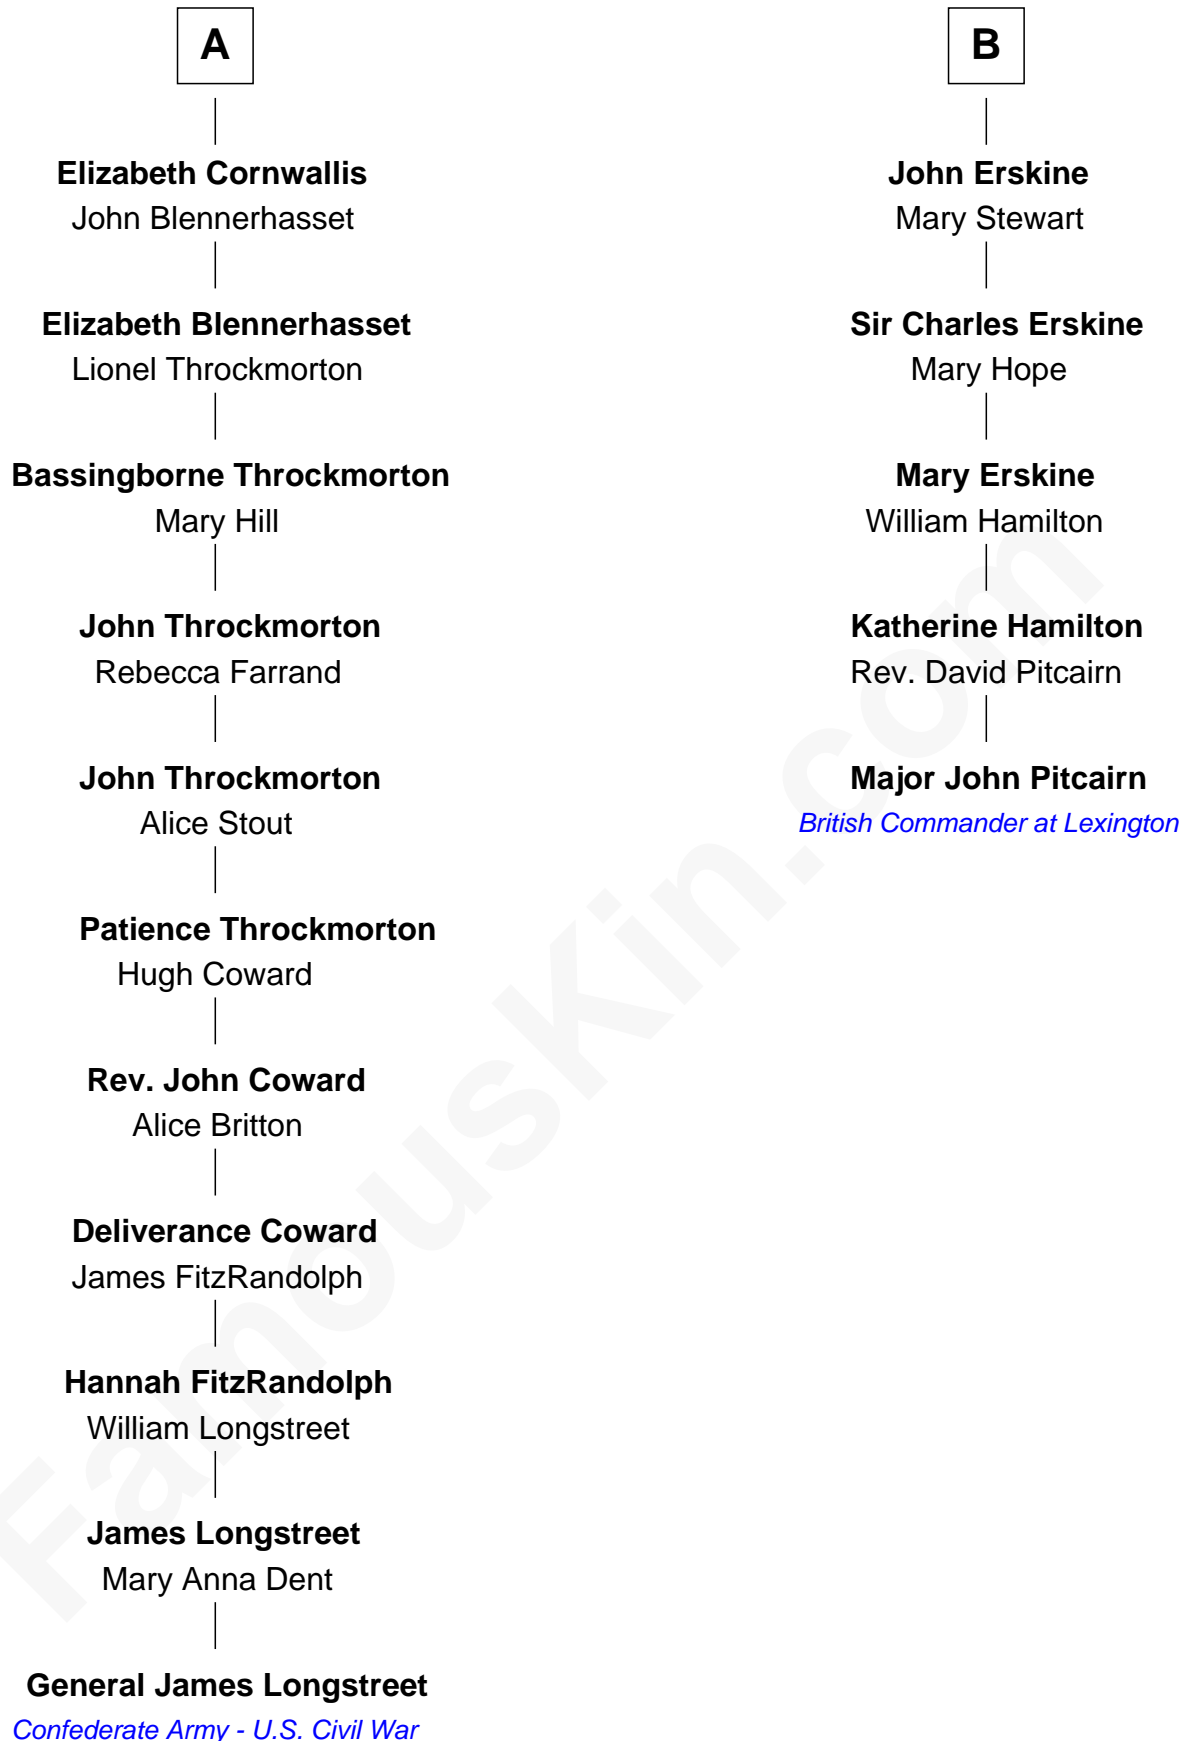 A
Elizabeth Cornwallis
John Blennerhasset
Elizabeth Blennerhasset
Lionel Throckmorton
Bassingborne Throckmorton
Mary Hill
John Throckmorton
Rebecca Farrand
John Throckmorton
Alice Stout
Patience Throckmorton
Hugh Coward
Rev. John Coward
Alice Britton
Deliverance Coward
James FitzRandolph
Hannah FitzRandolph
William Longstreet
James Longstreet
Mary Anna Dent
General James Longstreet
Confederate Army - U.S. Civil War
B
John Erskine
Mary Stewart
Sir Charles Erskine
Mary Hope
Mary Erskine
William Hamilton
Katherine Hamilton
Rev. David Pitcairn
Major John Pitcairn
British Commander at Lexington
FamousKin.com